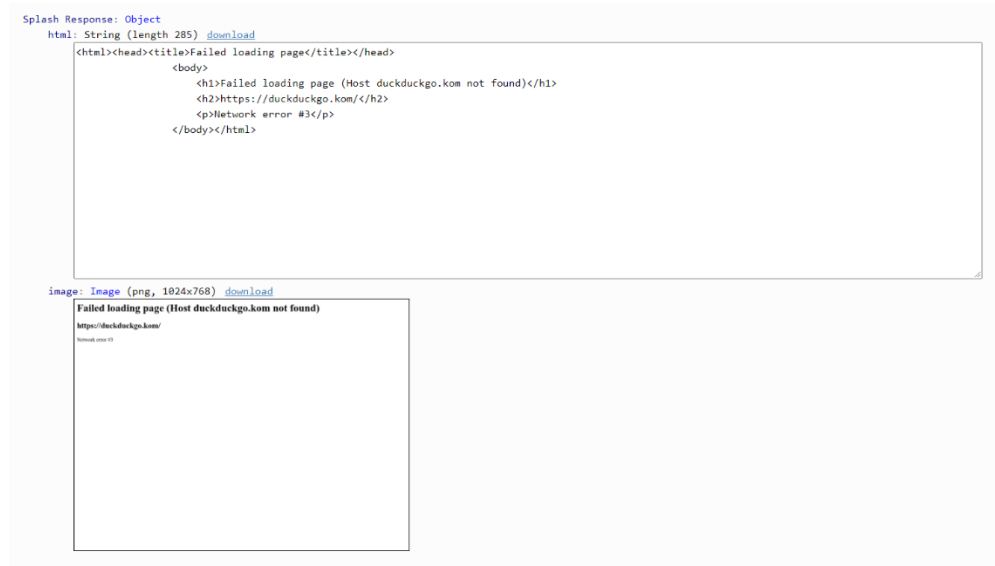 Splash Response: Object
html: String (length 285) download
<html><head><title>Failed loading page</title></head>
<body>
<h1>Failed loading page (Host duckduckgo.kom not found)</h1>
<h2>https://duckduckgo.kom/</h2>
<p>Network error #3</p>
</body></html>
image: Image (png, 1024x768) download
Failed loading page (Host duckduckgo.kom not found)
https://duckduckgo.kom/
Network error #3